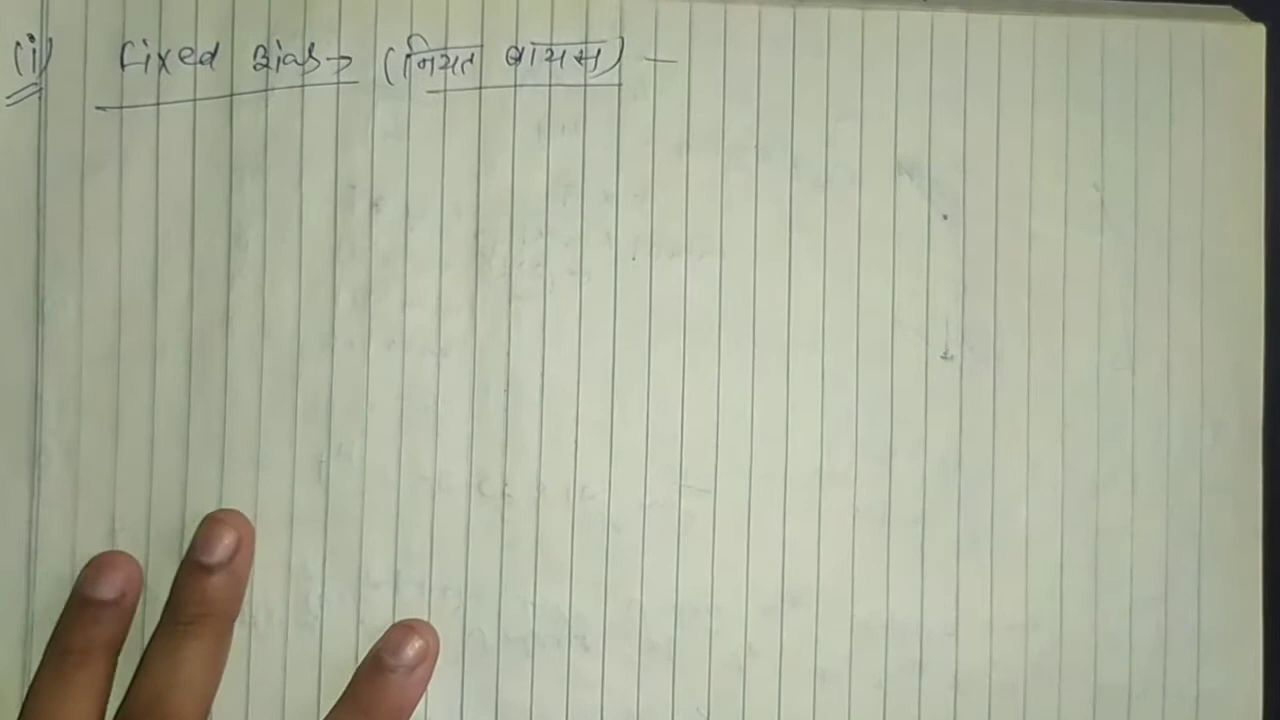 (i) Fixed Bias → (नियत बायस) —